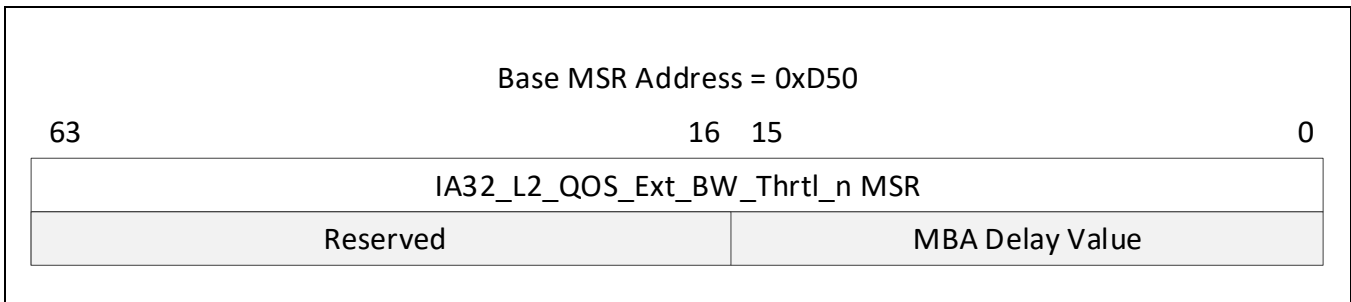 Base MSR Address = 0xD50
63 16 15 0
IA32_L2_QOS_Ext_BW_Thrtl_n MSR
Reserved MBA Delay Value